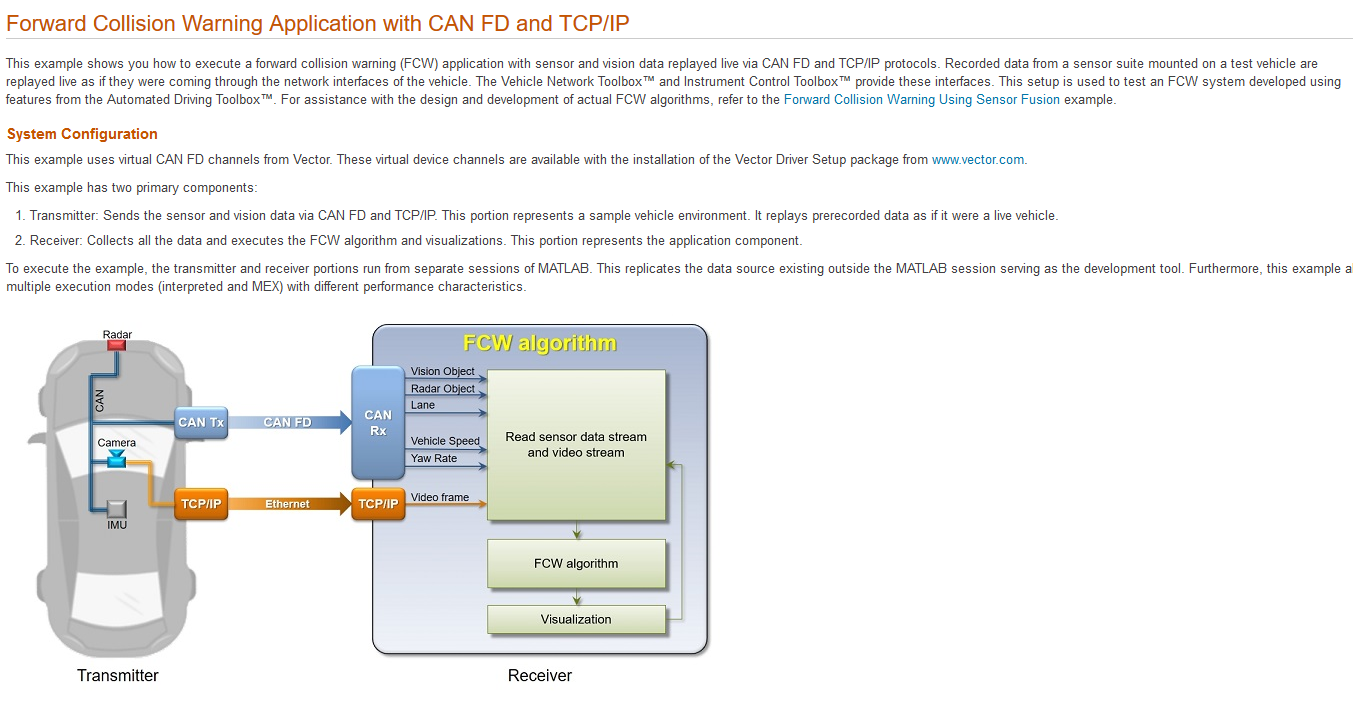 Forward Collision Warning Application with CAN FD and TCP/IP
This example shows you how to execute a forward collision warning (FCW) application with sensor and vision data replayed live via CAN FD and TCP/IP protocols. Recorded data from a sensor suite mounted on a test vehicle are
replayed live as if they were coming through the network interfaces of the vehicle. The Vehicle Network Toolbox™ and Instrument Control Toolbox™ provide these interfaces. This setup is used to test an FCW system developed using
features from the Automated Driving Toolbox™. For assistance with the design and development of actual FCW algorithms, refer to the Forward Collision Warning Using Sensor Fusion example.
System Configuration
This example uses virtual CAN FD channels from Vector. These virtual device channels are available with the installation of the Vector Driver Setup package from www.vector.com.
This example has two primary components:
1. Transmitter: Sends the sensor and vision data via CAN FD and TCP/IP. This portion represents a sample vehicle environment. It replays prerecorded data as if it were a live vehicle.
2. Receiver: Collects all the data and executes the FCW algorithm and visualizations. This portion represents the application component.
To execute the example, the transmitter and receiver portions run from separate sessions of MATLAB. This replicates the data source existing outside the MATLAB session serving as the development tool. Furthermore, this example a
multiple execution modes (interpreted and MEX) with different performance characteristics.
Radar
CAN
CAN Tx
Camera
TCP/IP
IMU
CAN FD
Ethernet
FCW algorithm
CAN
Rx
TCP/IP
Vision Object
Radar Object
Lane
Vehicle Speed
Yaw Rate
Video frame
Read sensor data stream
and video stream
FCW algorithm
Visualization
Transmitter
Receiver